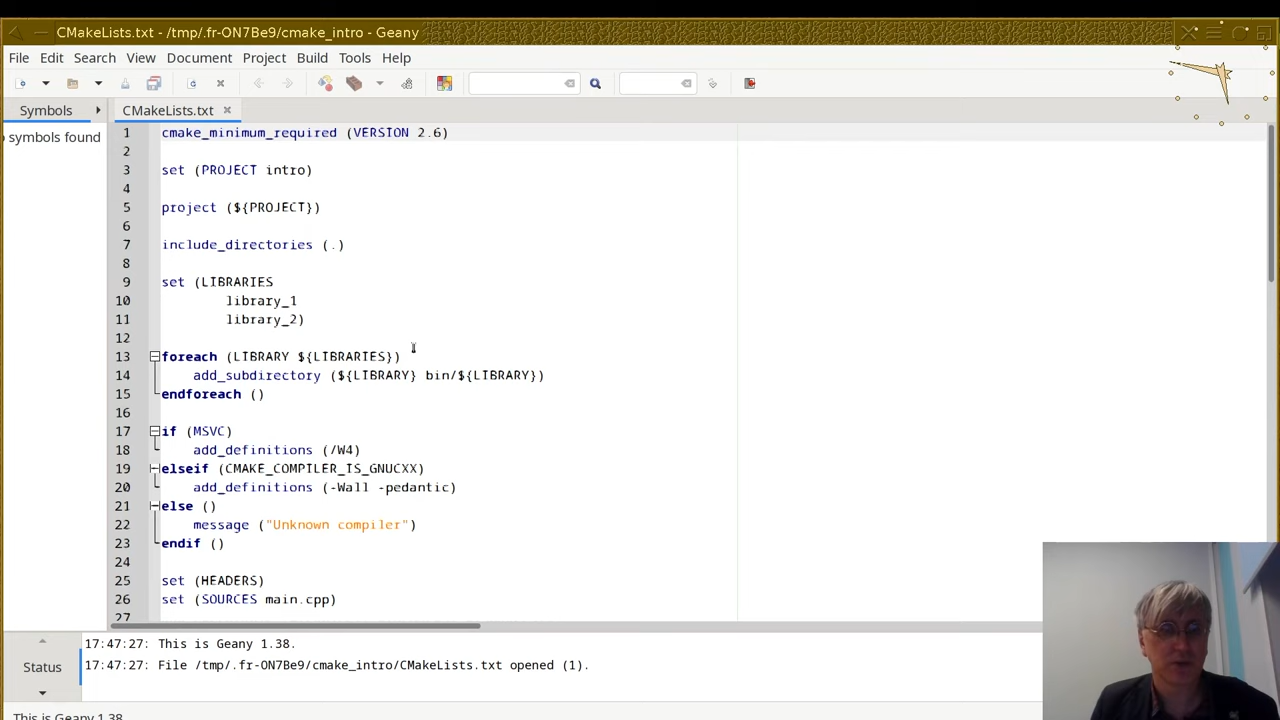 CMakeLists.txt - /tmp/.fr-ON7Be9/cmake_intro - Geany
File Edit Search View Document Project Build Tools Help
Symbols CMakeLists.txt
symbols found
1 cmake_minimum_required (VERSION 2.6)
2
3 set (PROJECT intro)
4
5 project (${PROJECT})
6
7 include_directories (.)
8
9 set (LIBRARIES
10 library_1
11 library_2)
12
13 foreach (LIBRARY ${LIBRARIES})
14 add_subdirectory (${LIBRARY} bin/${LIBRARY})
15 endforeach ()
16
17 if (MSVC)
18 add_definitions (/W4)
19 elseif (CMAKE_COMPILER_IS_GNUCXX)
20 add_definitions (-Wall -pedantic)
21 else ()
22 message ("Unknown compiler")
23 endif ()
24
25 set (HEADERS)
26 set (SOURCES main.cpp)
27
17:47:27: This is Geany 1.38.
Status
17:47:27: File /tmp/.fr-ON7Be9/cmake_intro/CMakeLists.txt opened (1).
This is Geany 1.38.